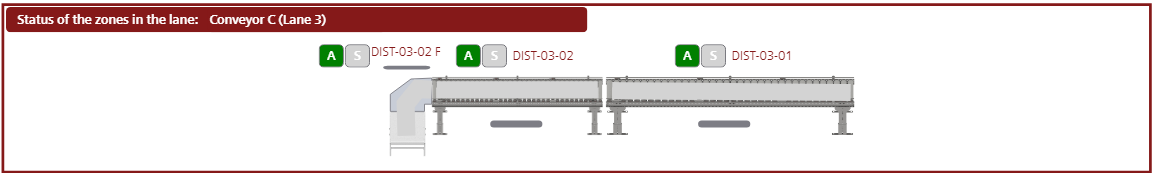 Status of the zones in the lane: Conveyor C (Lane 3)
A S DIST-03-02 F A S DIST-03-02 A S DIST-03-01